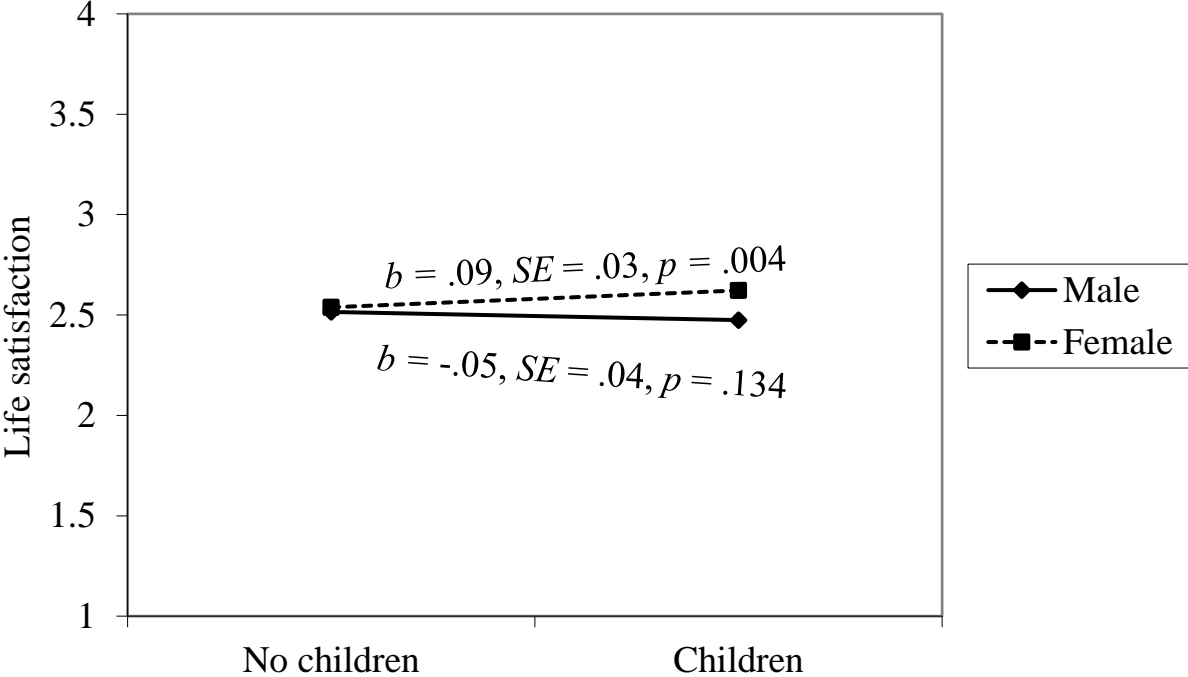 4
3.5
3
2.5
2
1.5
1
Life satisfaction
b = .09, SE = .03, p = .004
b = -.05, SE = .04, p = .134
No children
Children
Male
Female